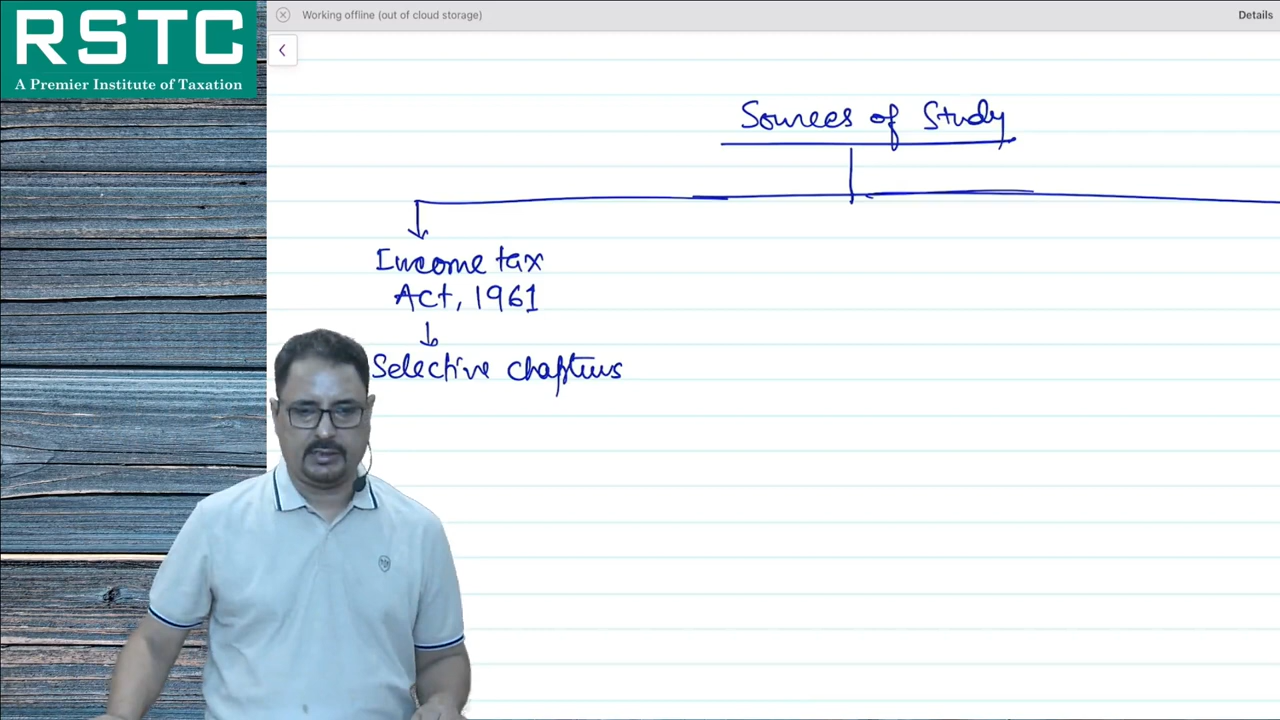 RSTC
A Premier Institute of Taxation
Working offline (out of cloud storage)
Details
Sources of Study
Income tax
Act, 1961
Selective chapters